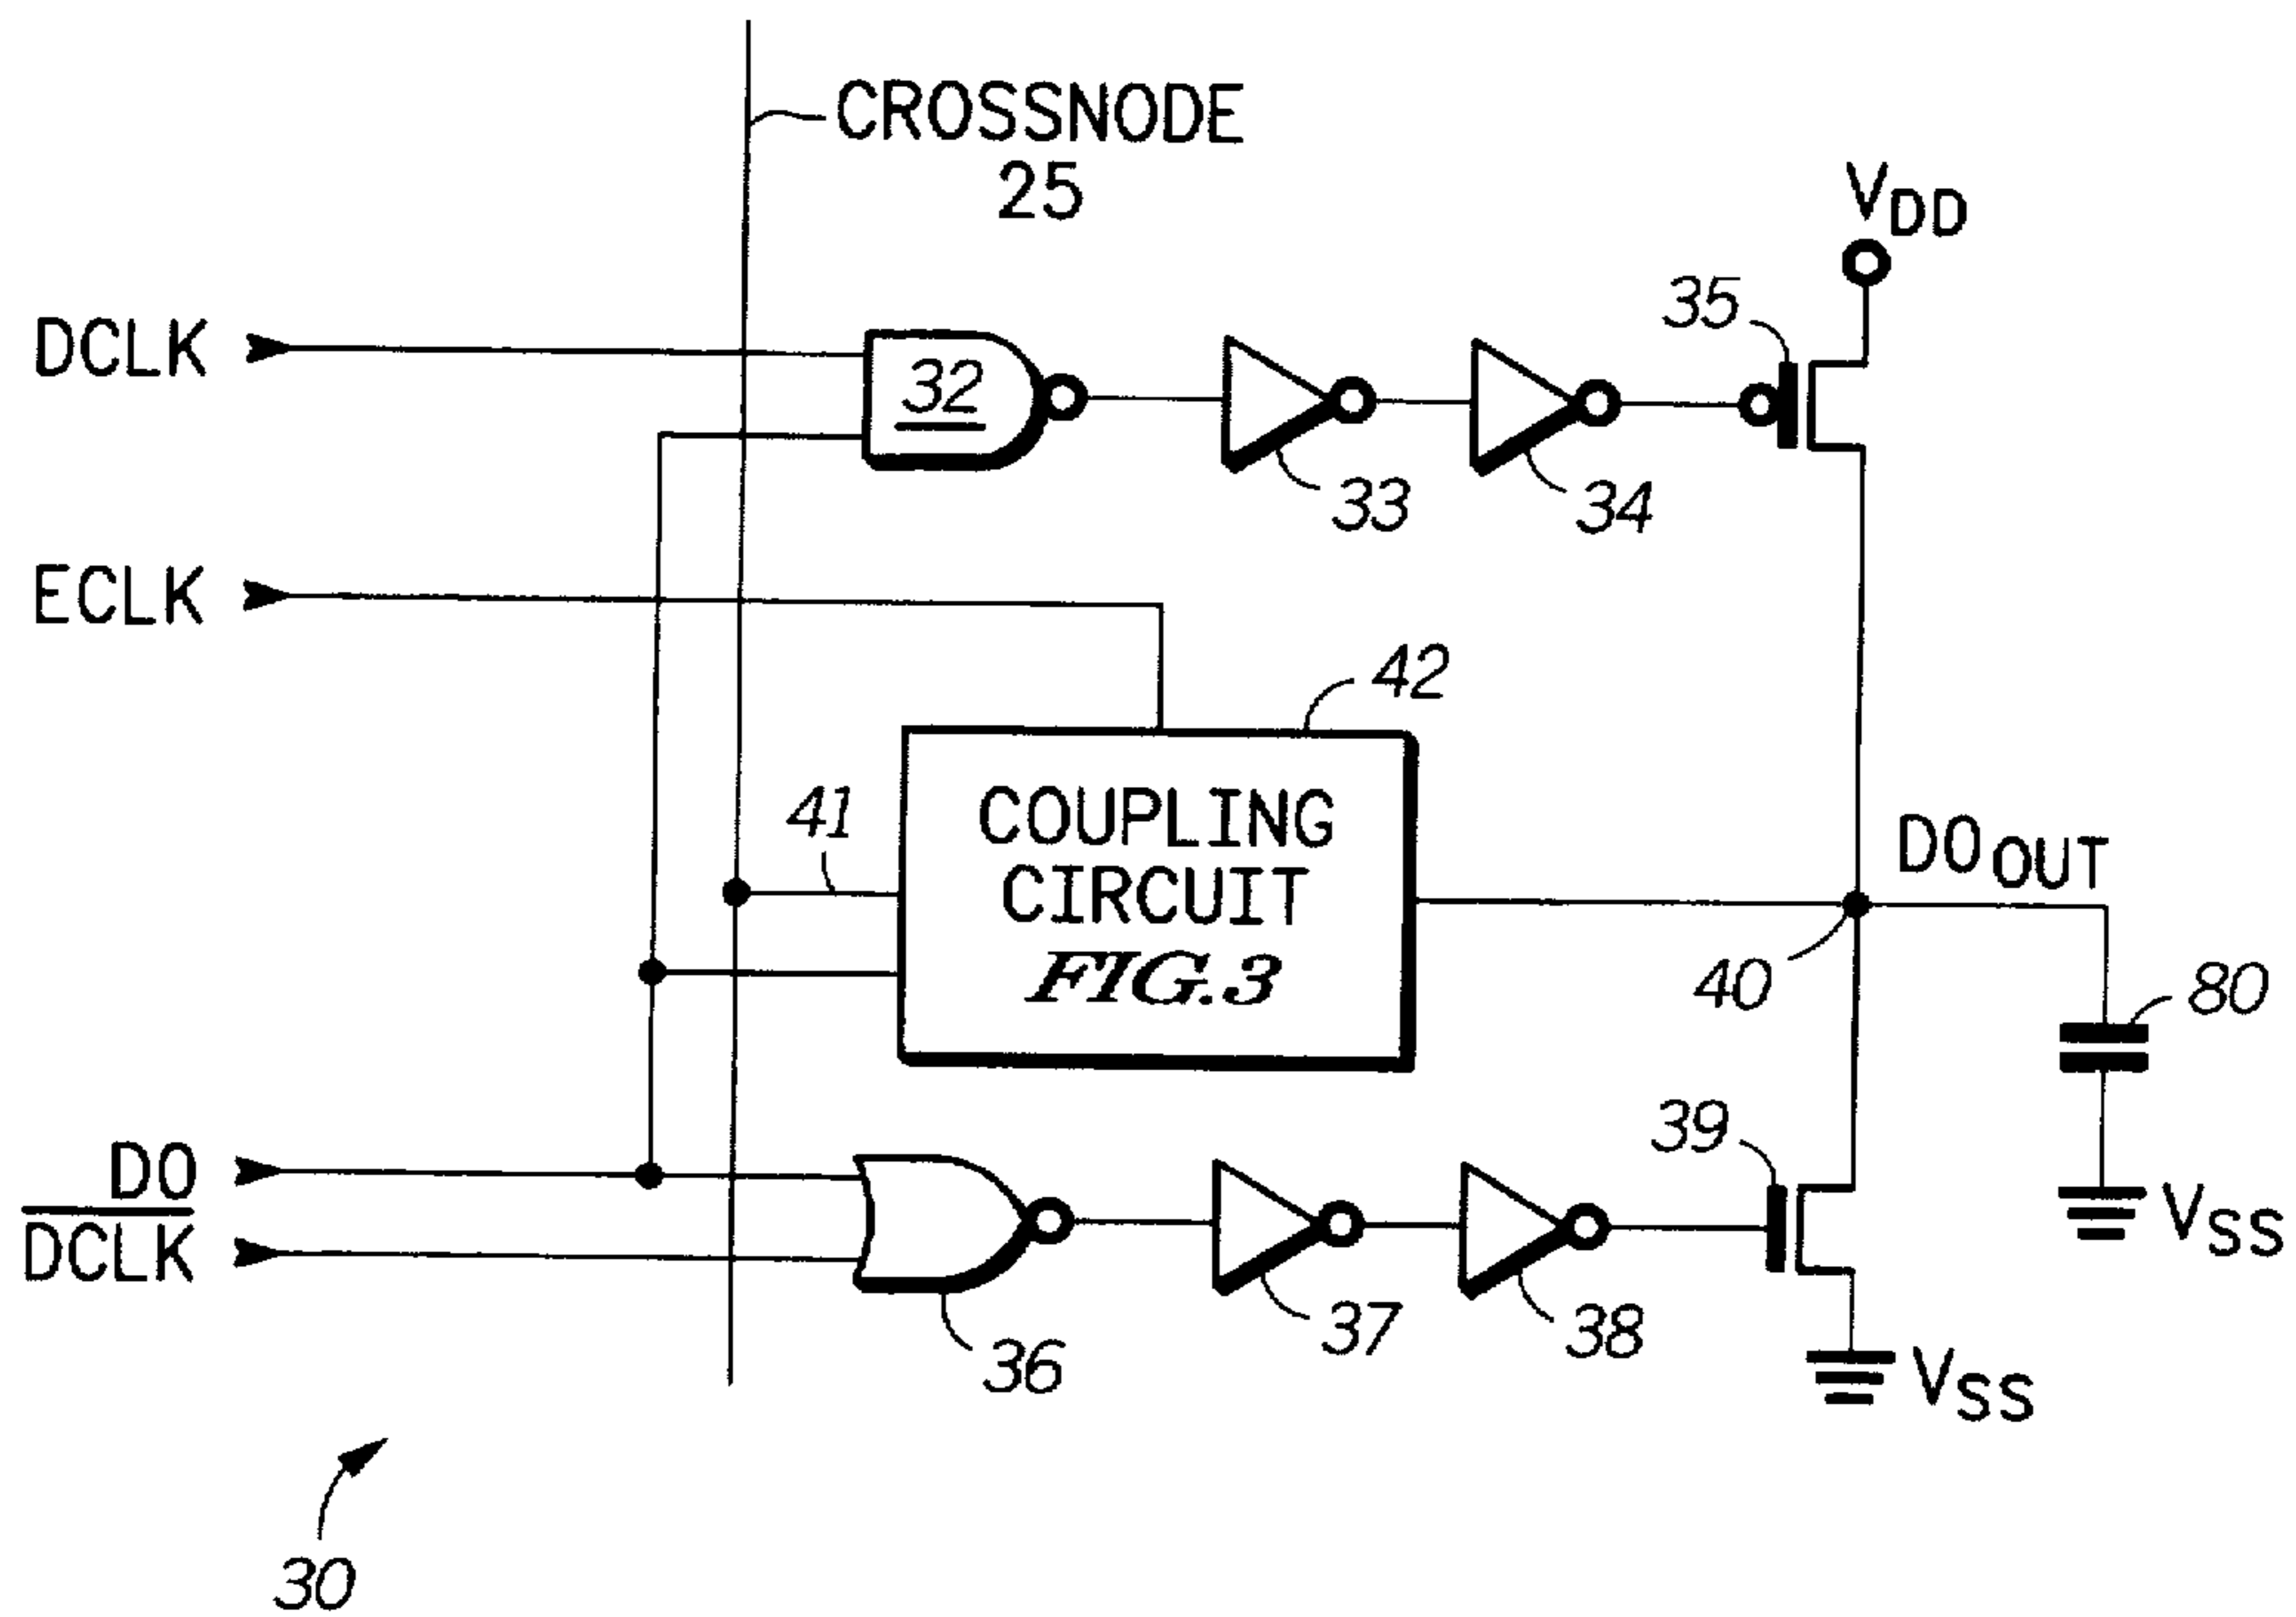 CROSSNODE
25
VDD
35
DCLK
32
33
34
ECLK
42
41
COUPLING
CIRCUIT
FIG.3
DOOUT
40
80
39
DO
DCLK
VSS
36
37
38
VSS
30